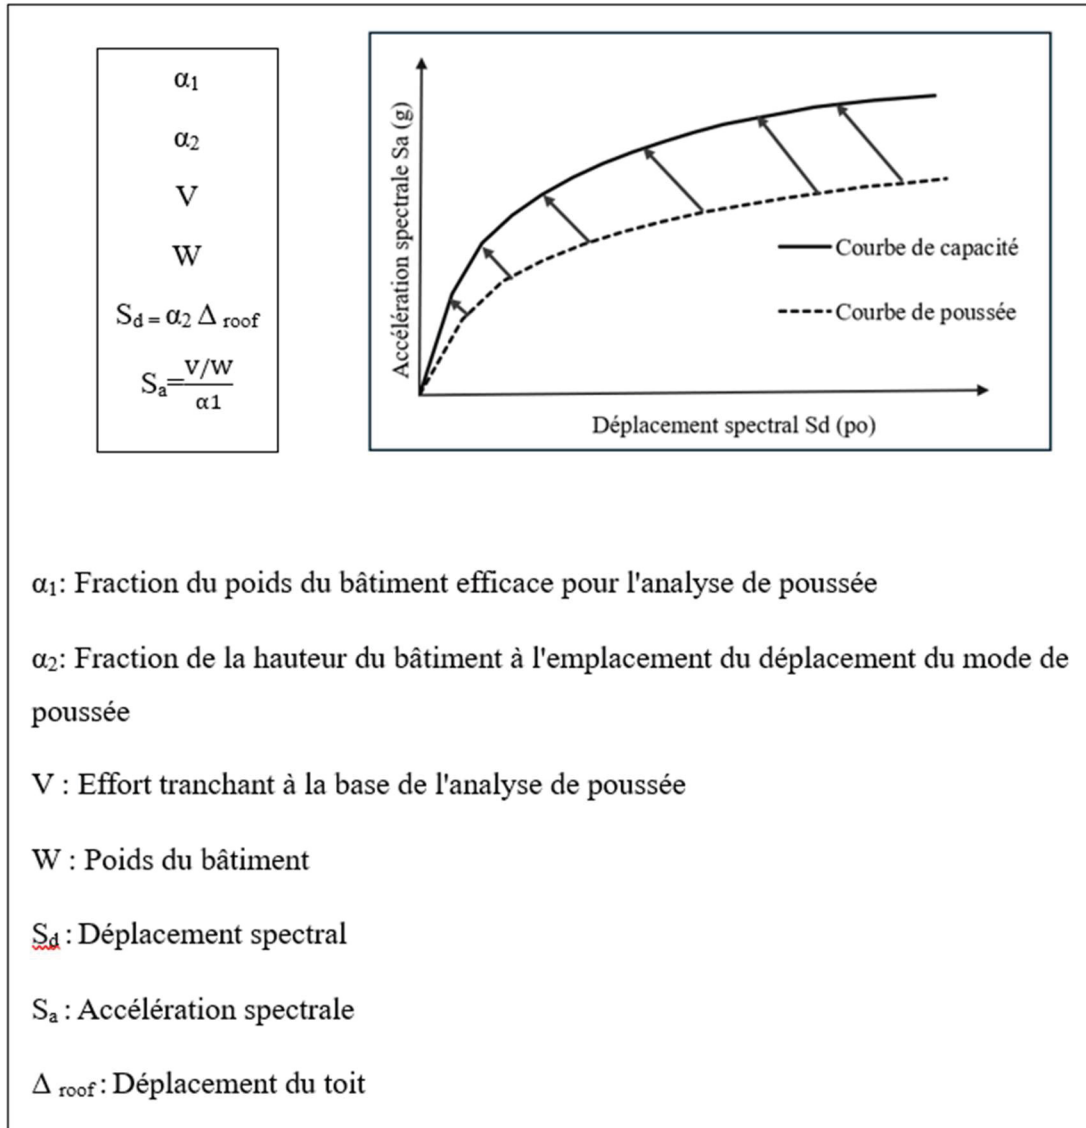 α1
α2
V
W
Sd = α2 Δ roof
Sa = V/W
α1
Accélération spectrale Sa (g)
Courbe de capacité
Courbe de poussée
Déplacement spectral Sd (po)
α1: Fraction du poids du bâtiment efficace pour l'analyse de poussée
α2: Fraction de la hauteur du bâtiment à l'emplacement du déplacement du mode de
poussée
V : Effort tranchant à la base de l'analyse de poussée
W : Poids du bâtiment
Sd : Déplacement spectral
Sa : Accélération spectrale
Δ roof : Déplacement du toit